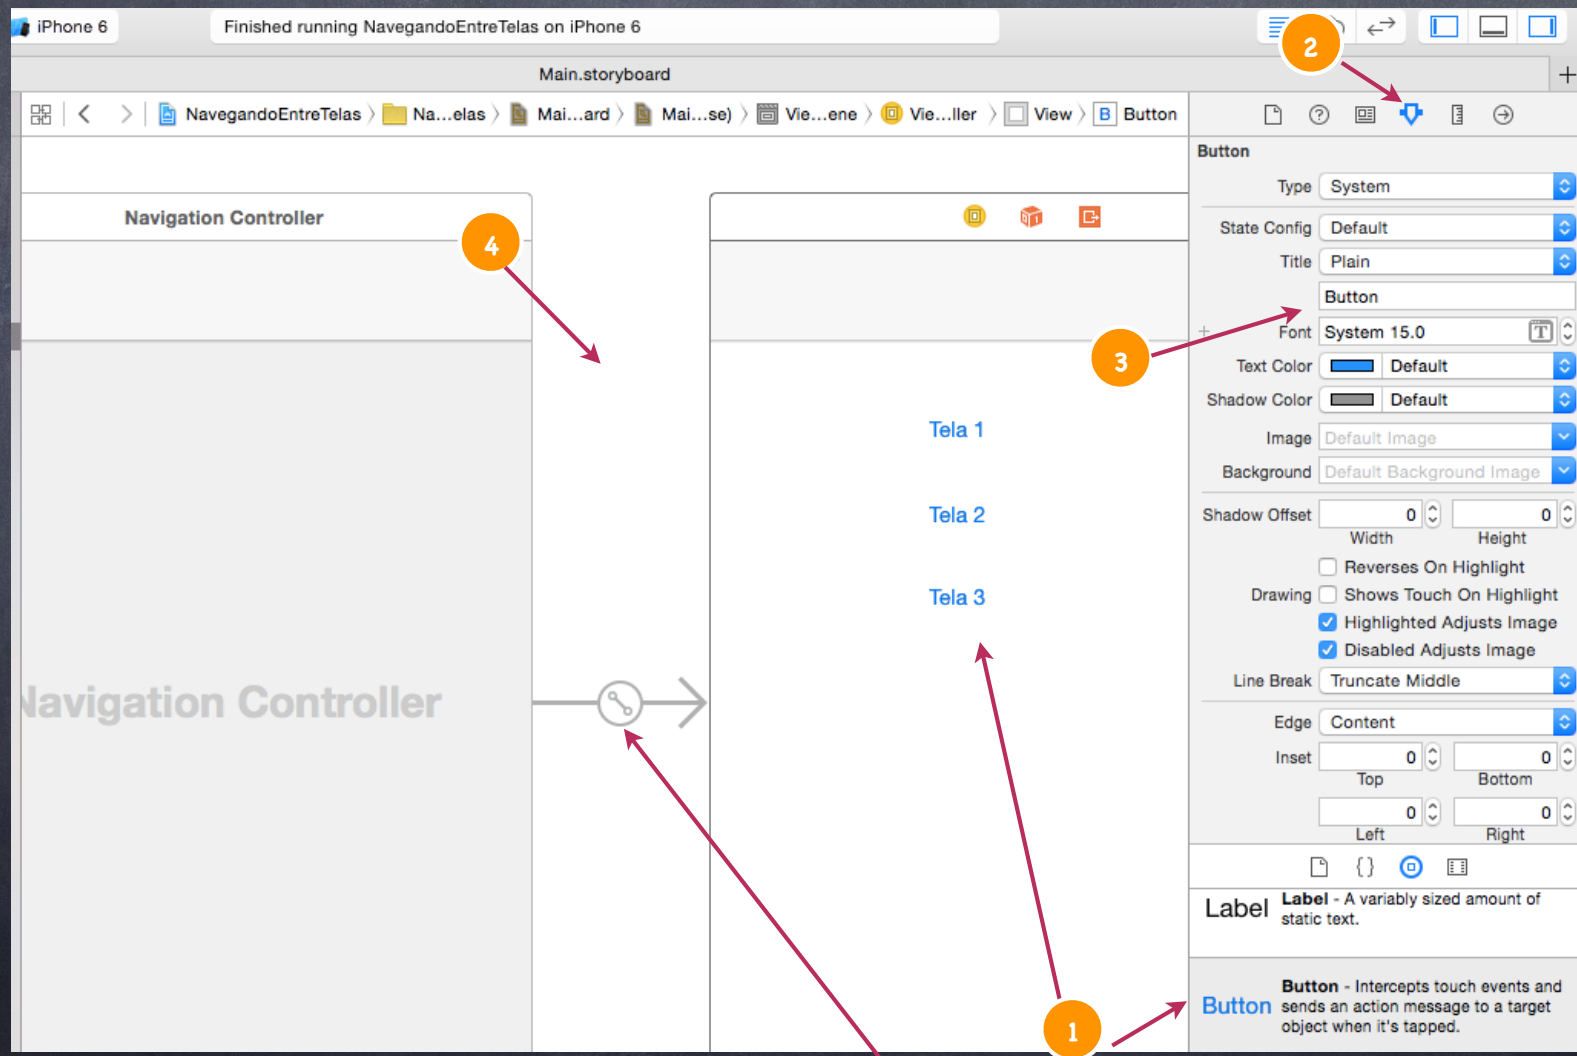 iPhone 6
Finished running NavegandoEntreTelas on iPhone 6
2
Main.storyboard
NavegandoEntreTelas Na...elas Mai...ard Mai...se) Vie...ene Vie...ller View B Button
Button
Type System
Navigation Controller
State Config Default
4
Title Plain
Button
3
Font System 15.0 T
Text Color Default
Shadow Color Default
Tela 1
Image Default Image
Background Default Background Image
Tela 2
Shadow Offset 0 0
Width Height
Reverses On Highlight
Tela 3
Drawing Shows Touch On Highlight
Highlighted Adjusts Image
Disabled Adjusts Image
Line Break Truncate Middle
Navigation Controller
Edge Content
Inset 0 0
Top Bottom
0 0
Left Right
{}
Label Label - A variably sized amount of
static text.
1
Button Button - Intercepts touch events and
sends an action message to a target
object when it's tapped.